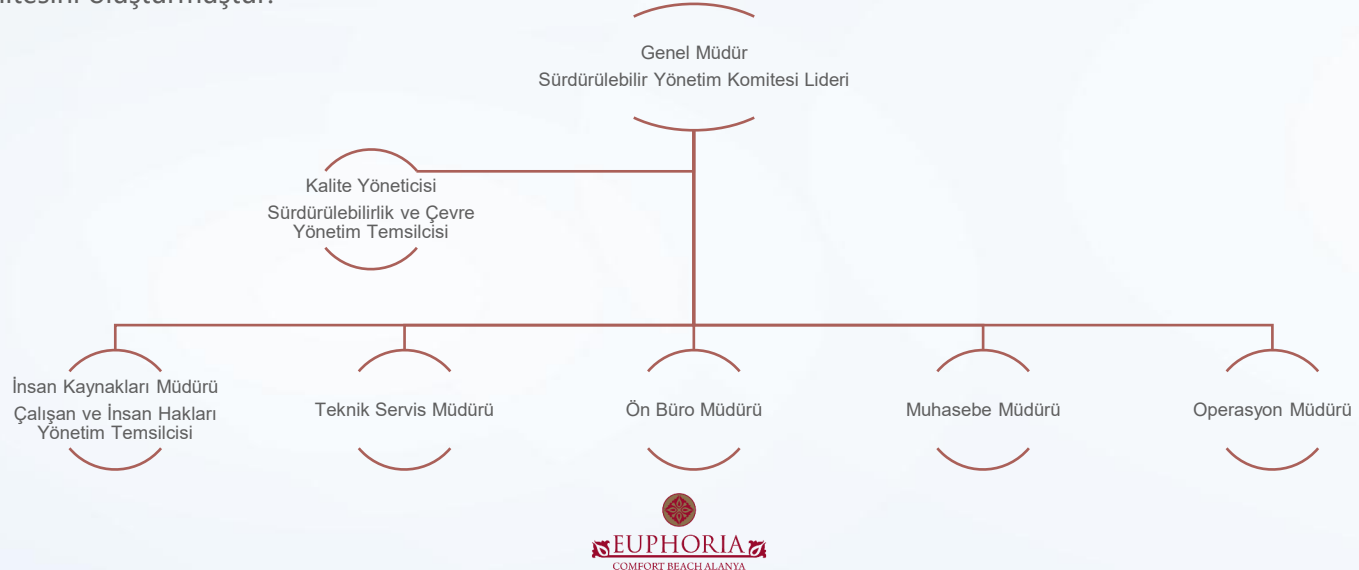 Genel Müdür
Sürdürülebilir Yönetim Komitesi Lideri
Kalite Yöneticisi
Sürdürülebilirlik ve Çevre
Yönetim Temsilcisi
İnsan Kaynakları Müdürü
Çalışan ve İnsan Hakları
Yönetim Temsilcisi
Teknik Servis Müdürü
Ön Büro Müdürü
Muhasebe Müdürü
Operasyon Müdürü
EUPHORIA
COMFORT BEACH ALANYA